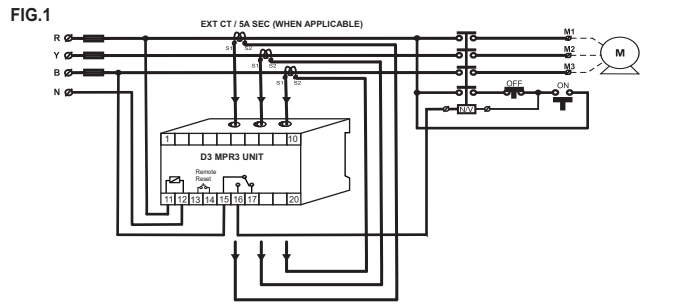 FIG.1
EXT CT / 5A SEC (WHEN APPLICABLE)
R
Y
B
N
S1 S2
S1 S2
S1 S2
M1
M2
M3
M
OFF
ON
N/V
1 10
D3 MPR3 UNIT
Remote
Reset
11 12 13 14 15 16 17 20